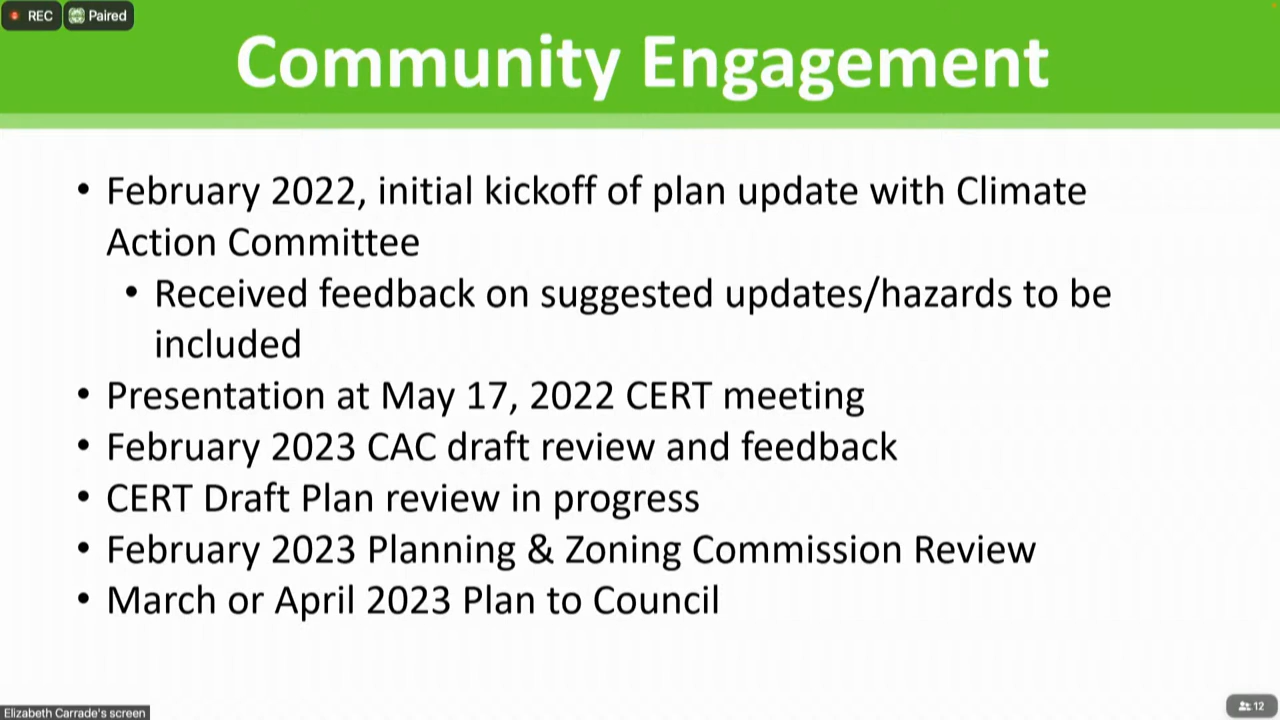 REC
Paired
Community Engagement
• February 2022, initial kickoff of plan update with Climate
Action Committee
• Received feedback on suggested updates/hazards to be
included
• Presentation at May 17, 2022 CERT meeting
• February 2023 CAC draft review and feedback
• CERT Draft Plan review in progress
• February 2023 Planning & Zoning Commission Review
• March or April 2023 Plan to Council
Elizabeth Carrade's screen
12